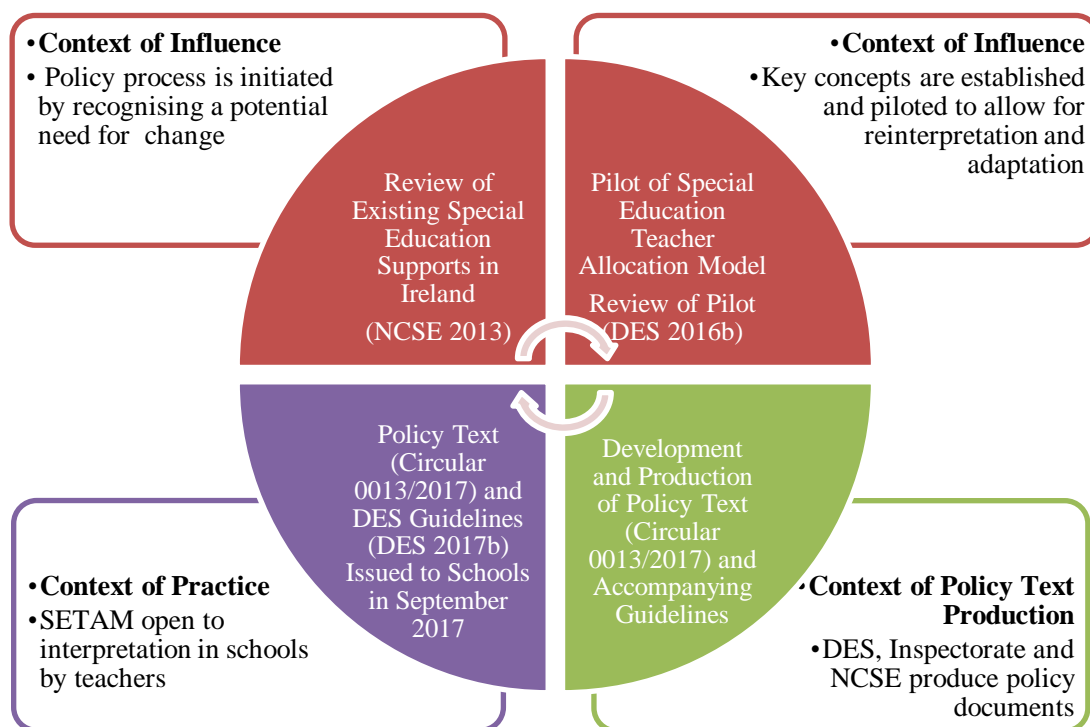 •Context of Influence
• Policy process is initiated
by recognising a potential
need for change
•Context of Influence
•Key concepts are established
and piloted to allow for
reinterpretation and
adaptation
Review of
Existing Special
Education
Supports in
Ireland
(NCSE 2013)
Pilot of Special
Education
Teacher
Allocation Model
Review of Pilot
(DES 2016b)
Policy Text
(Circular
0013/2017) and
DES Guidelines
(DES 2017b)
Issued to Schools
in September
2017
Development
and Production
of Policy Text
(Circular
0013/2017) and
Accompanying
Guidelines
•Context of Practice
•SETAM open to
interpretation in schools
by teachers
•Context of Policy Text
Production
•DES, Inspectorate and
NCSE produce policy
documents